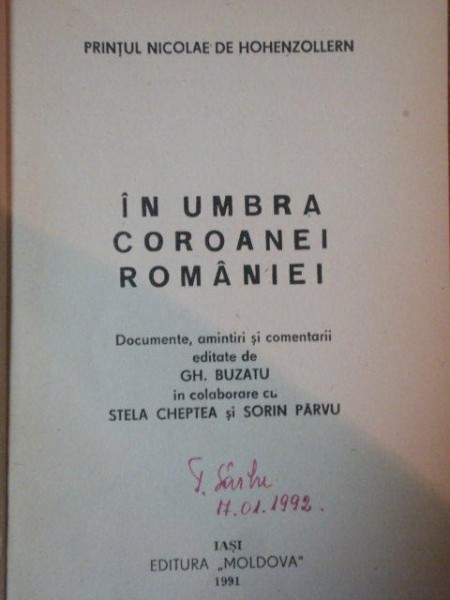 PRINȚUL NICOLAE DE HOHENZOLLERN
ÎN UMBRA
COROANEI
ROMÂNIEI
Documente, amintiri și comentarii
editate de
GH. BUZATU
in colaborare cu
STELA CHEPTEA și SORIN PÂRVU
17.01.1992.
IAȘI
EDITURA „MOLDOVA”
1991